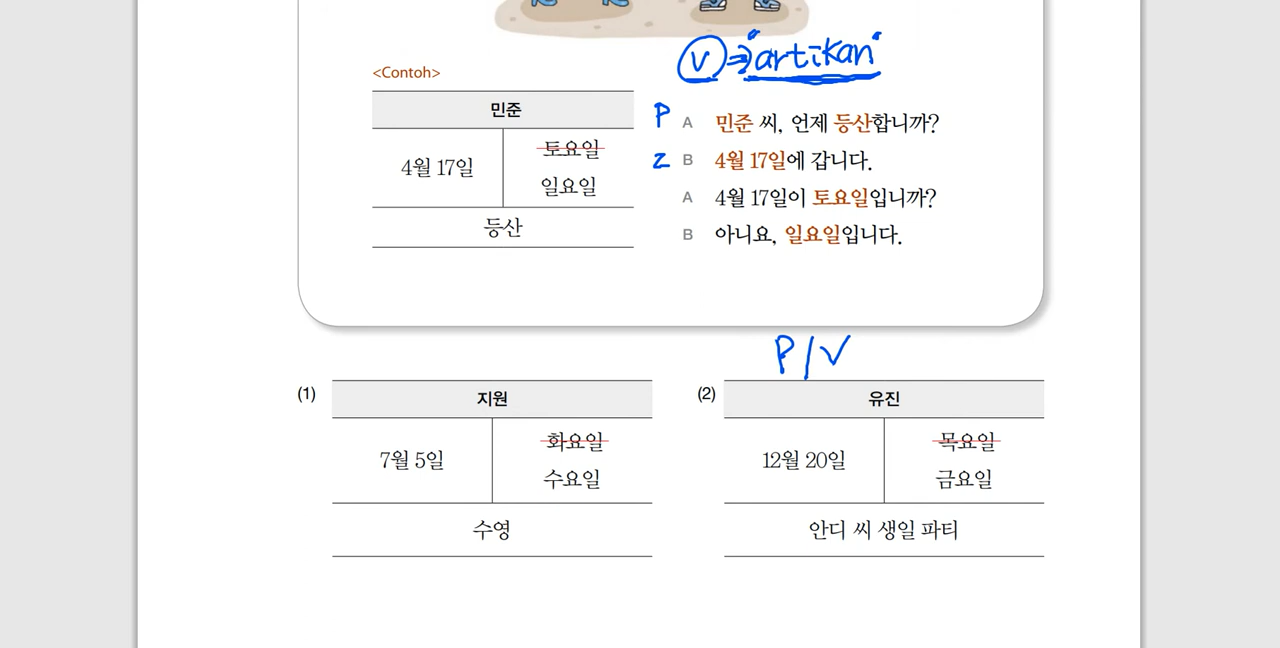 V ⇒ "artikan"
<Contoh>
민준
4월 17일
토요일
일요일
등산
P A 민준 씨, 언제 등산합니까?
Z B 4월 17일에 갑니다.
A 4월 17일이 토요일입니까?
B 아니요, 일요일입니다.
P/V
(1) 지원
7월 5일
화요일
수요일
수영
(2) 유진
12월 20일
목요일
금요일
안디 씨 생일 파티